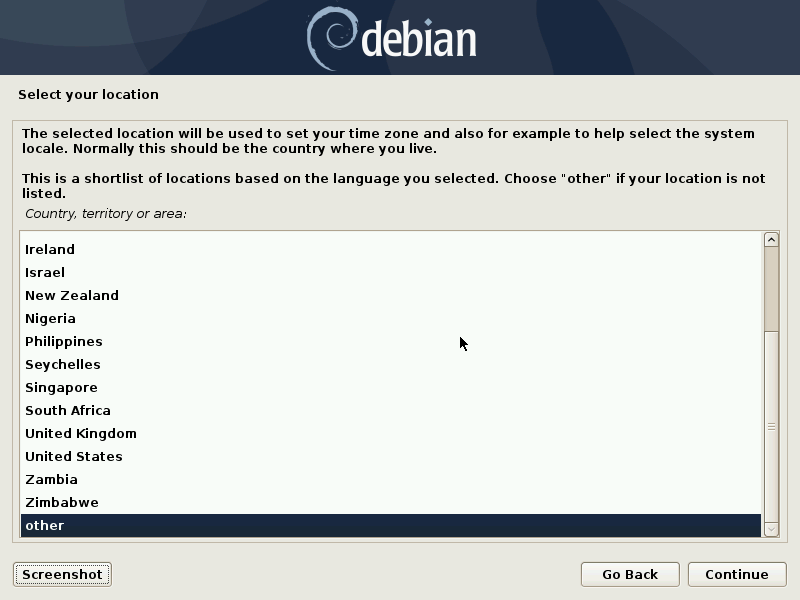 debian
Select your location
The selected location will be used to set your time zone and also for example to help select the system
locale. Normally this should be the country where you live.
This is a shortlist of locations based on the language you selected. Choose "other" if your location is not
listed.
Country, territory or area:
Ireland
Israel
New Zealand
Nigeria
Philippines
Seychelles
Singapore
South Africa
United Kingdom
United States
Zambia
Zimbabwe
other
Screenshot
Go Back
Continue